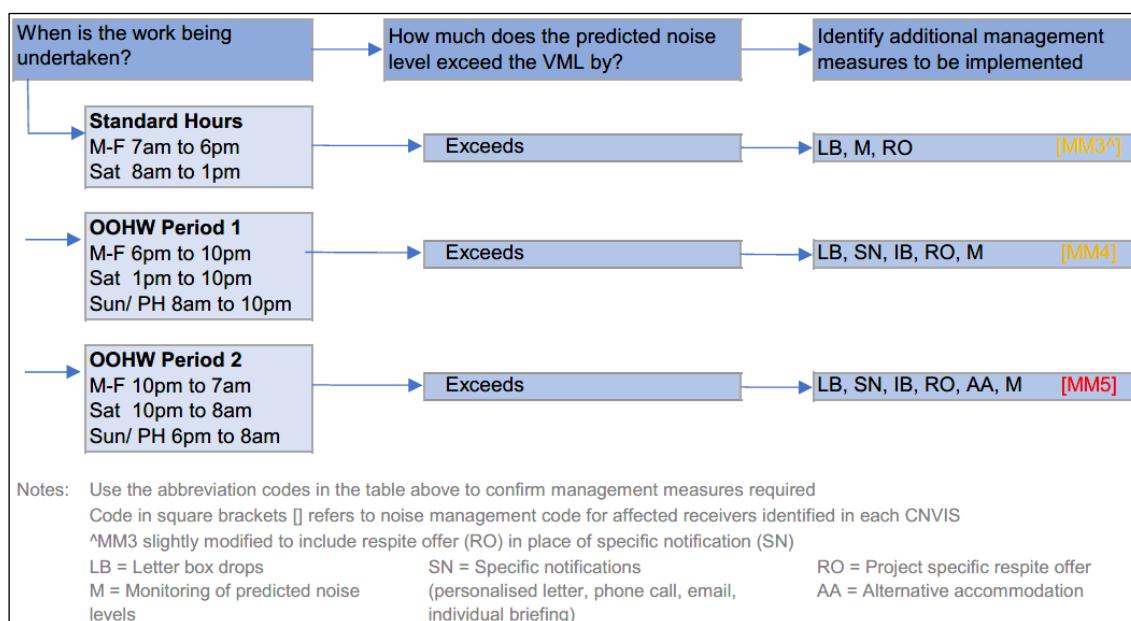 When is the work being
undertaken?
How much does the predicted noise
level exceed the VML by?
Identify additional management
measures to be implemented
Standard Hours
M-F 7am to 6pm
Sat 8am to 1pm
Exceeds
LB, M, RO [MM3^]
OOHW Period 1
M-F 6pm to 10pm
Sat 1pm to 10pm
Sun/ PH 8am to 10pm
Exceeds
LB, SN, IB, RO, M [MM4]
OOHW Period 2
M-F 10pm to 7am
Sat 10pm to 8am
Sun/ PH 6pm to 8am
Exceeds
LB, SN, IB, RO, AA, M [MM5]
Notes: Use the abbreviation codes in the table above to confirm management measures required
Code in square brackets [] refers to noise management code for affected receivers identified in each CNVIS
^MM3 slightly modified to include respite offer (RO) in place of specific notification (SN)
LB = Letter box drops
M = Monitoring of predicted noise
levels
SN = Specific notifications
(personalised letter, phone call, email,
individual briefing)
RO = Project specific respite offer
AA = Alternative accommodation